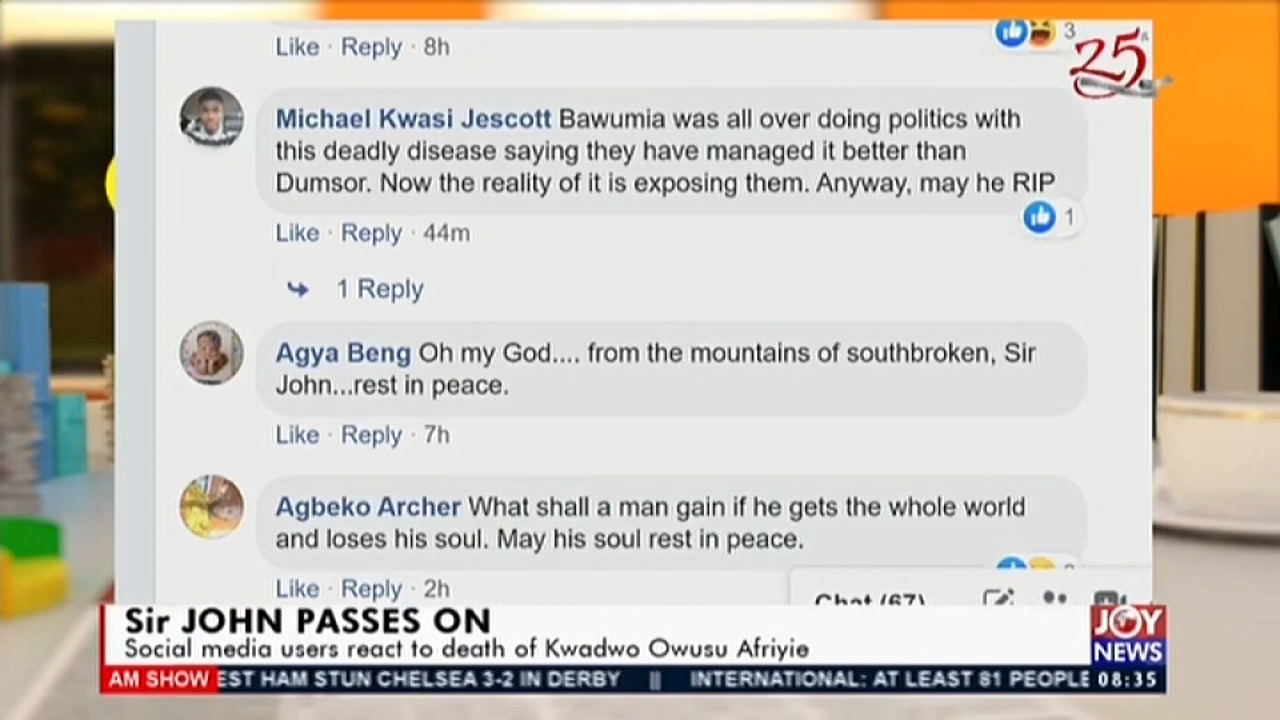 Like · Reply · 8h
3
25
Michael Kwasi Jescott Bawumia was all over doing politics with
this deadly disease saying they have managed it better than
Dumsor. Now the reality of it is exposing them. Anyway, may he RIP
1
Like · Reply · 44m
1 Reply
Agya Beng Oh my God.... from the mountains of southbroken, Sir
John...rest in peace.
Like · Reply · 7h
Agbeko Archer What shall a man gain if he gets the whole world
and loses his soul. May his soul rest in peace.
Like · Reply · 2h
Chat (67)
Sir JOHN PASSES ON
Social media users react to death of Kwadwo Owusu Afriyie
JOY
NEWS
AM SHOW EST HAM STUN CHELSEA 3-2 IN DERBY || INTERNATIONAL: AT LEAST 81 PEOPLE 08:35